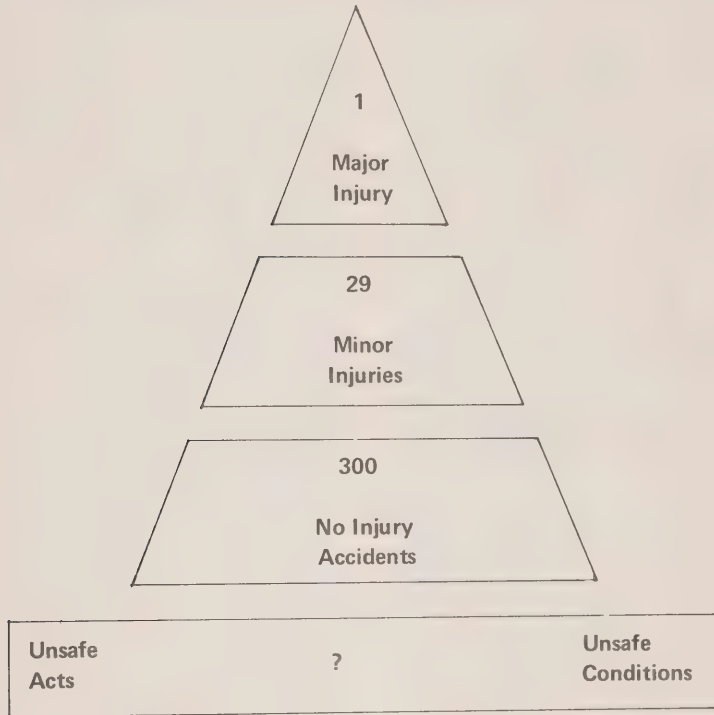 1
Major
Injury
29
Minor
Injuries
300
No Injury
Accidents
Unsafe
Acts
?
Unsafe
Conditions